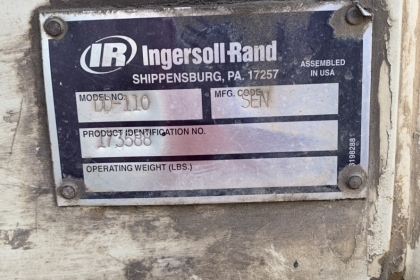 IR Ingersoll-Rand
SHIPPENSBURG, PA. 17257
ASSEMBLED
IN USA
MODEL NO. DD-110
MFG. CODE SEN
PRODUCT IDENTIFICATION NO.
173588
OPERATING WEIGHT (LBS.)